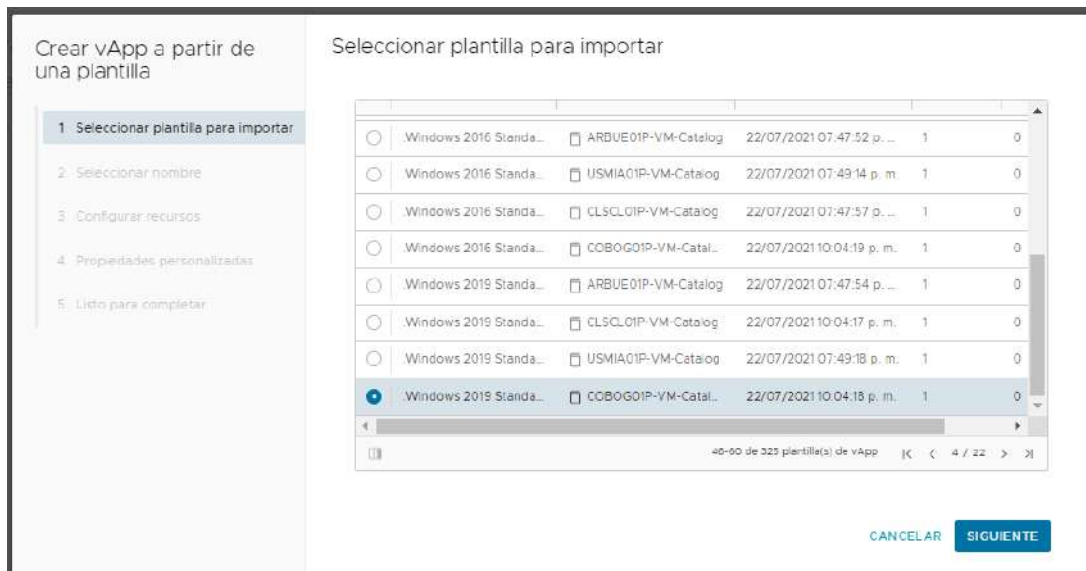 Crear vApp a partir de
una plantilla
1 Seleccionar plantilla para importar
2 Seleccionar nombre
3 Configurar recursos
4 Propiedades personalizadas
5 Listo para completar
Seleccionar plantilla para importar
.Windows 2016 Standa... ARBUE01P-VM-Catalog 22/07/2021 07:47:52 p. ... 1 0
.Windows 2016 Standa... USMIA01P-VM-Catalog 22/07/2021 07:49:14 p. m. 1 0
.Windows 2016 Standa... CLSCL01P-VM-Catalog 22/07/2021 07:47:57 p. ... 1 0
.Windows 2016 Standa... COBOG01P-VM-Catal... 22/07/2021 10:04:19 p. m. 1 0
.Windows 2019 Standa... ARBUE01P-VM-Catalog 22/07/2021 07:47:54 p. ... 1 0
.Windows 2019 Standa... CLSCL01P-VM-Catalog 22/07/2021 10:04:17 p. m. 1 0
.Windows 2019 Standa... USMIA01P-VM-Catalog 22/07/2021 07:49:18 p. m. 1 0
.Windows 2019 Standa... COBOG01P-VM-Catal... 22/07/2021 10:04:18 p. m. 1 0
46-60 de 325 plantilla(s) de vApp 4 / 22
CANCELAR SIGUIENTE